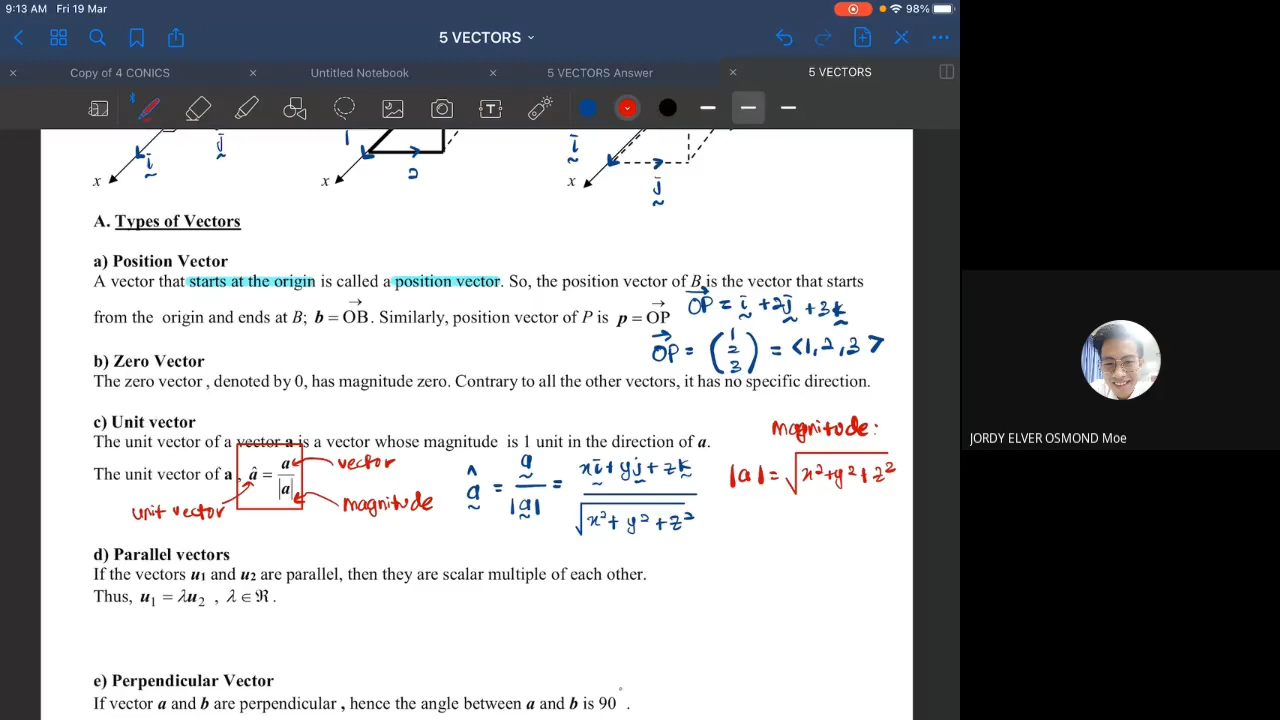 9:13 AM Fri 19 Mar
98%
5 VECTORS
Copy of 4 CONICS
Untitled Notebook
5 VECTORS Answer
5 VECTORS
x
i
j
x
1
2
x
i
j
A. Types of Vectors
a) Position Vector
A vector that starts at the origin is called a position vector. So, the position vector of B is the vector that starts
from the origin and ends at B; b = OB→. Similarly, position vector of P is p = OP→
OP→ = i + 2j + 3k
OP→ = (1 2 3) = <1, 2, 3>
b) Zero Vector
The zero vector , denoted by 0, has magnitude zero. Contrary to all the other vectors, it has no specific direction.
c) Unit vector
The unit vector of a vector a is a vector whose magnitude is 1 unit in the direction of a.
The unit vector of a , â = a / |a|
vector
magnitude
unit vector
â = a / |a| = xi + yj + zk / √x² + y² + z²
magnitude:
|a| = √x² + y² + z²
d) Parallel vectors
If the vectors u1 and u2 are parallel, then they are scalar multiple of each other.
Thus, u1 = λu2 , λ ∈ ℜ .
e) Perpendicular Vector
If vector a and b are perpendicular , hence the angle between a and b is 90° .
JORDY ELVER OSMOND Moe